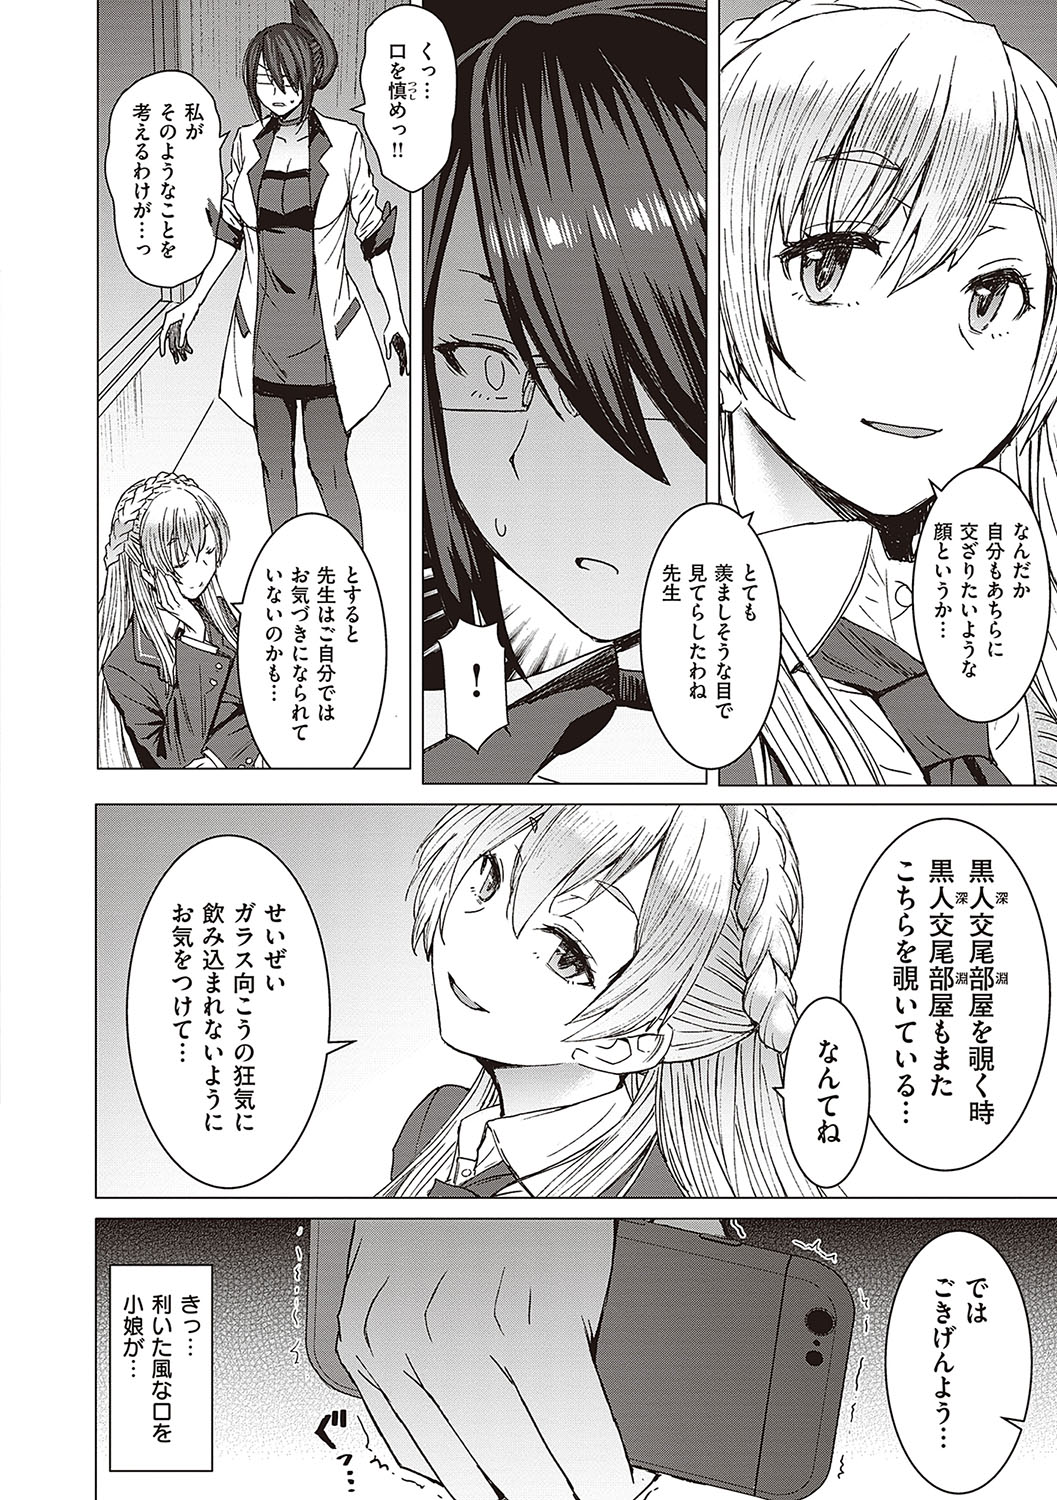 なんだか
自分もあちらに
交ざりたいような
顔というか…
とても
羨ましそうな目で
見てらしたわね
先生
！
くっ…
口を慎めっ!!
つつし
私が
そのようなことを
考えるわけが…っ
とすると
先生はご自分では
お気づきになられて
いないのかも…
黒人交尾部屋を覗く時
深淵
黒人交尾部屋もまた
深淵
こちらを覗いている…
なんてね
せいぜい
ガラス向こうの狂気に
飲み込まれないように
お気をつけて…
では
ごきげんよう…
ぐっ…
きっ…
利いた風な口を
小娘が…